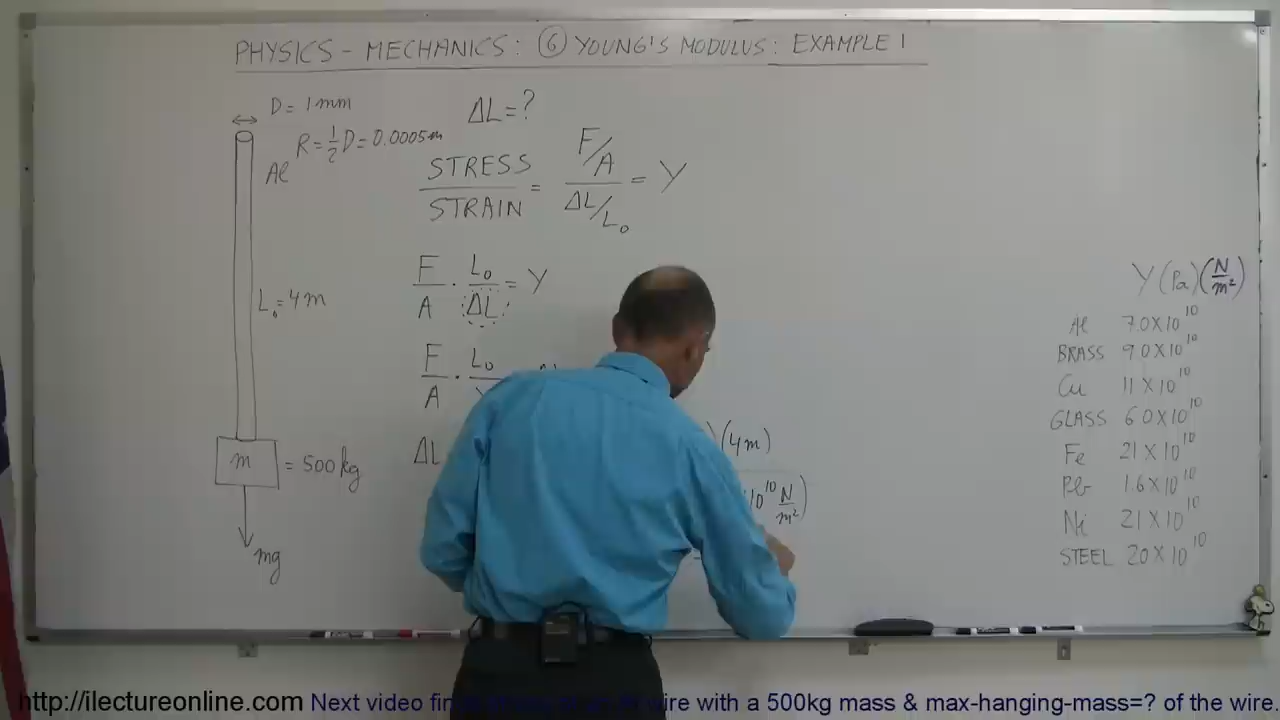 PHYSICS - MECHANICS: ⑥ YOUNG'S MODULUS: EXAMPLE 1
D = 1mm
R = 1/2 D = 0.0005m
Al
L₀ = 4m
m = 500 kg
mg
ΔL = ?
STRESS/STRAIN = (F/A)/(ΔL/L₀) = Y
F/A · L₀/ΔL = Y
F/A · L₀
ΔL
(4m)
10¹⁰ N/m²)
Y (Pa) (N/m²)
Al 7.0 X 10¹⁰
BRASS 9.0 X 10¹⁰
Cu 11 X 10¹⁰
GLASS 6.0 X 10¹⁰
Fe 21 X 10¹⁰
Pb 1.6 X 10¹⁰
Ni 21 X 10¹⁰
STEEL 20 X 10¹⁰
http://ilectureonline.com Next video wire with a 500kg mass & max-hanging-mass=? of the wire.